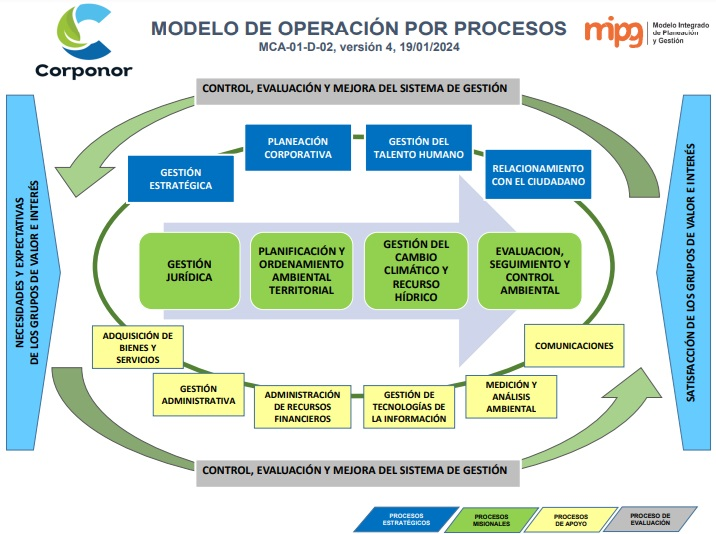 Corponor
MODELO DE OPERACIÓN POR PROCESOS
MCA-01-D-02, versión 4, 19/01/2024
mipg
Modelo Integrado
de Planeación
y Gestión
CONTROL, EVALUACIÓN Y MEJORA DEL SISTEMA DE GESTIÓN
NECESIDADES Y EXPECTATIVAS
DE LOS GRUPOS DE VALOR E INTERÉS
GESTIÓN
ESTRATÉGICA
PLANEACIÓN
CORPORATIVA
GESTIÓN DEL
TALENTO HUMANO
RELACIONAMIENTO
CON EL CIUDADANO
SATISFACCIÓN DE LOS GRUPOS DE VALOR E INTERÉS
GESTIÓN
JURÍDICA
PLANIFICACIÓN Y
ORDENAMIENTO
AMBIENTAL
TERRITORIAL
GESTIÓN DEL
CAMBIO
CLIMÁTICO Y
RECURSO
HÍDRICO
EVALUACION,
SEGUIMIENTO Y
CONTROL
AMBIENTAL
ADQUISICIÓN DE
BIENES Y
SERVICIOS
GESTIÓN
ADMINISTRATIVA
ADMINISTRACIÓN
DE RECURSOS
FINANCIEROS
GESTIÓN DE
TECNOLOGÍAS DE
LA INFORMACIÓN
MEDICIÓN Y
ANÁLISIS
AMBIENTAL
COMUNICACIONES
CONTROL, EVALUACIÓN Y MEJORA DEL SISTEMA DE GESTIÓN
PROCESOS
ESTRATÉGICOS
PROCESOS
MISIONALES
PROCESOS
DE APOYO
PROCESO DE
EVALUACIÓN